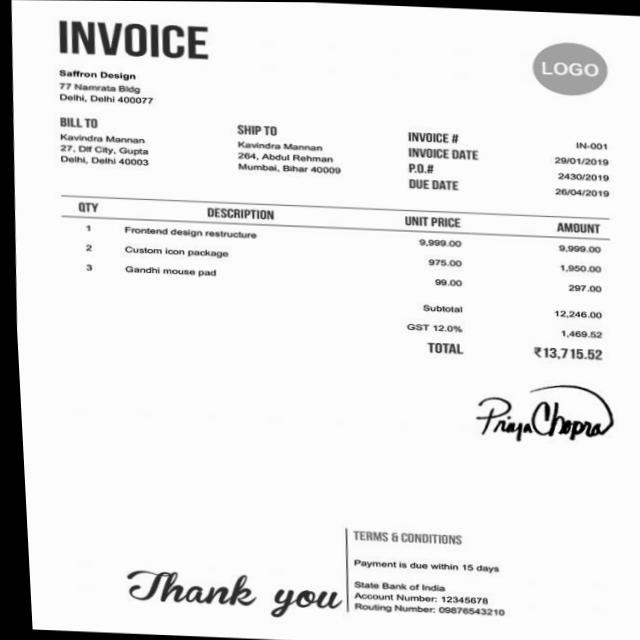 INVOICE
LOGO
Saffron Design
77 Namrata Bldg
Delhi, Delhi 400077
BILL TO
Kavindra Mannan
27, Dlf City, Gupta
Delhi, Delhi 40003
SHIP TO
Kavindra Mannan
264, Abdul Rehman
Mumbai, Bihar 40009
INVOICE # IN-001
INVOICE DATE 29/01/2019
P.O.# 2430/2019
DUE DATE 26/04/2019
QTY DESCRIPTION UNIT PRICE AMOUNT
1 Frontend design restructure 9,999.00 9,999.00
2 Custom icon package 975.00 1,950.00
3 Gandhi mouse pad 99.00 297.00
Subtotal 12,246.00
GST 12.0% 1,469.52
TOTAL ₹13,715.52
Priya Chopra
Thank you
TERMS & CONDITIONS
Payment is due within 15 days
State Bank of India
Account Number: 12345678
Routing Number: 09876543210